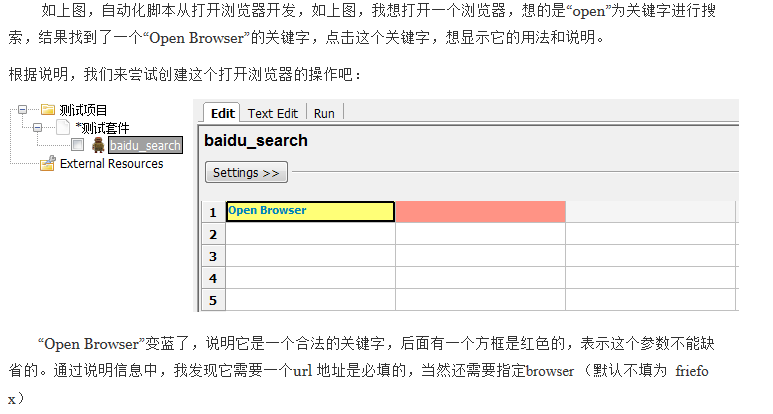 如上图，自动化脚本从打开浏览器开发，如上图，我想打开一个浏览器，想的是“open”为关键字进行搜
索，结果找到了一个“Open Browser”的关键字，点击这个关键字，想显示它的用法和说明。
根据说明，我们来尝试创建这个打开浏览器的操作吧：
测试项目
*测试套件
baidu_search
External Resources
Edit Text Edit Run
baidu_search
Settings >>
1 Open Browser
2
3
4
5
“Open Browser”变蓝了，说明它是一个合法的关键字，后面有一个方框是红色的，表示这个参数不能缺
省的。通过说明信息中，我发现它需要一个url 地址是必填的，当然还需要指定browser （默认不填为 friefo
x）